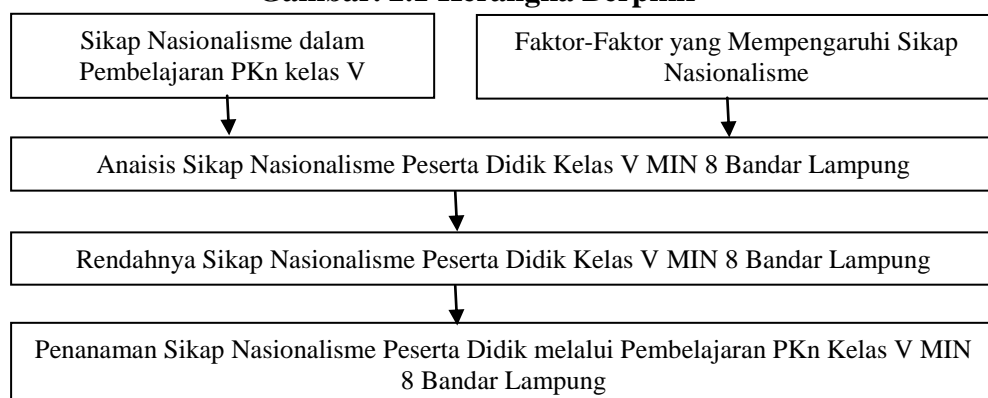 Gambar. 2.1 Kerangka Berpikir
Sikap Nasionalisme dalam
Pembelajaran PKn kelas V
Faktor-Faktor yang Mempengaruhi Sikap
Nasionalisme
Anaisis Sikap Nasionalisme Peserta Didik Kelas V MIN 8 Bandar Lampung
Rendahnya Sikap Nasionalisme Peserta Didik Kelas V MIN 8 Bandar Lampung
Penanaman Sikap Nasionalisme Peserta Didik melalui Pembelajaran PKn Kelas V MIN
8 Bandar Lampung